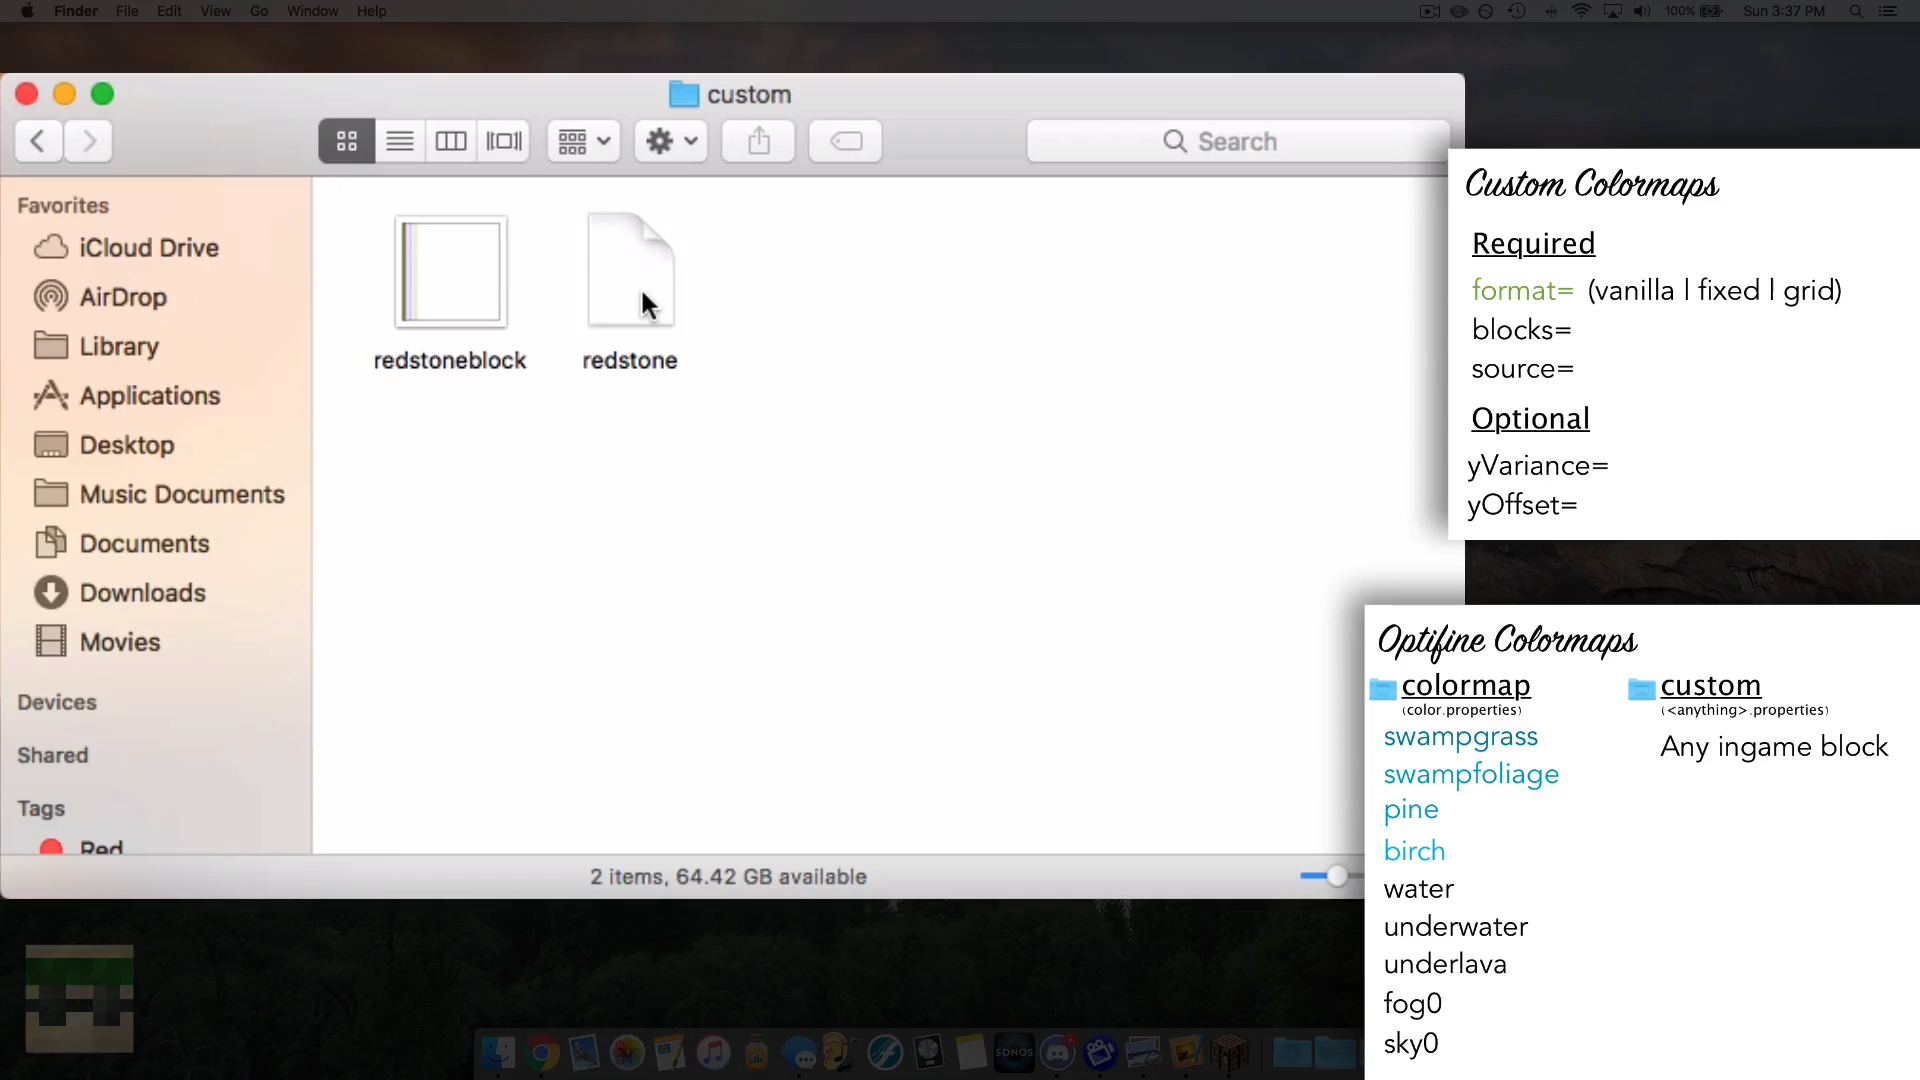 Finder File Edit View Go Window Help
100% Sun 3:37 PM
custom
Search
Favorites
iCloud Drive
AirDrop
Library
Applications
Desktop
Music Documents
Documents
Downloads
Movies
Devices
Shared
Tags
Red
redstoneblock redstone
2 items, 64.42 GB available
Custom Colormaps
Required
format= (vanilla | fixed | grid)
blocks=
source=
Optional
yVariance=
yOffset=
Optifine Colormaps
colormap
(color.properties)
swampgrass
swampfoliage
pine
birch
water
underwater
underlava
fog0
sky0
custom
(<anything>.properties)
Any ingame block
SONOS